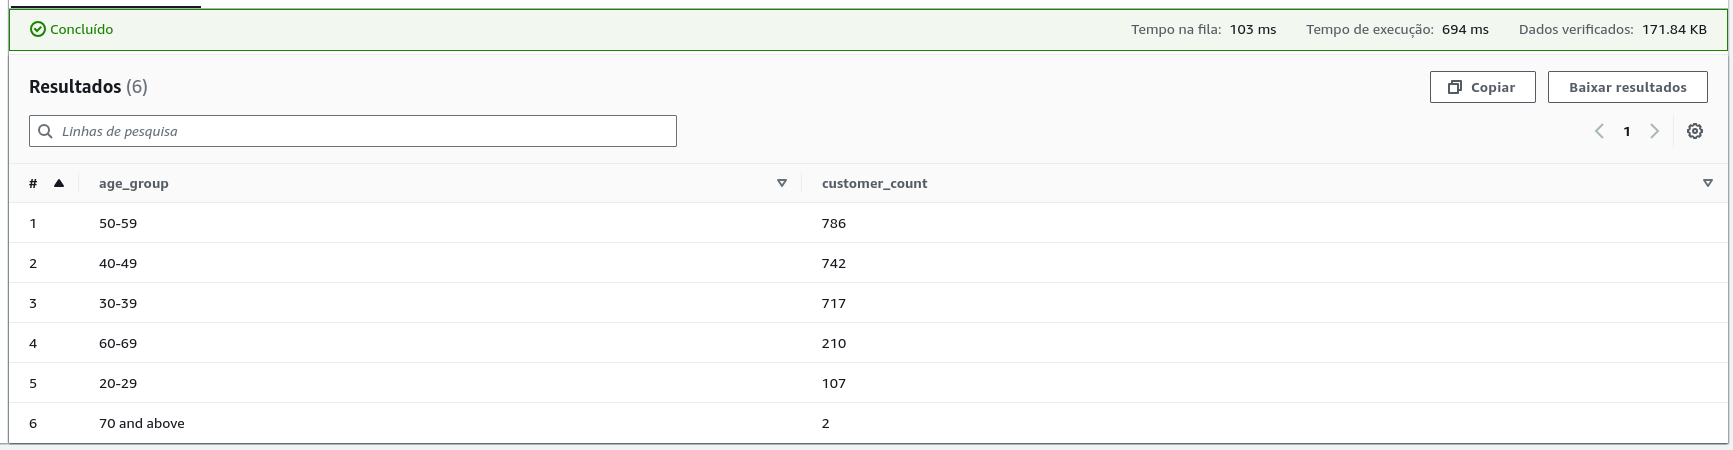 Concluído Tempo na fila: 103 ms Tempo de execução: 694 ms Dados verificados: 171.84 KB
Resultados (6) Copiar Baixar resultados
Linhas de pesquisa 1
# age_group customer_count
1 50-59 786
2 40-49 742
3 30-39 717
4 60-69 210
5 20-29 107
6 70 and above 2